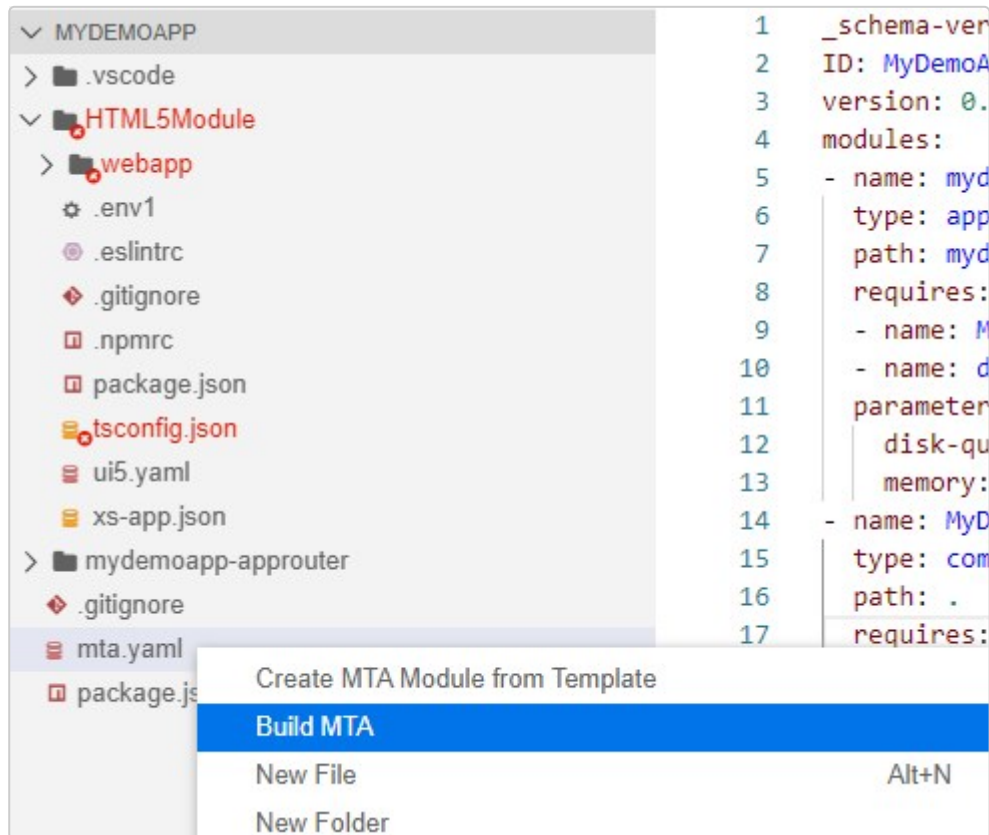 MYDEMOAPP
.vscode
HTML5Module
webapp
.env1
.eslintrc
.gitignore
.npmrc
package.json
tsconfig.json
ui5.yaml
xs-app.json
mydemoapp-approuter
.gitignore
mta.yaml
package.js
1 _schema-ver
2 ID: MyDemoA
3 version: 0.
4 modules:
5 - name: myd
6 type: app
7 path: myd
8 requires:
9 - name: M
10 - name: d
11 parameter
12 disk-qu
13 memory:
14 - name: MyD
15 type: com
16 path: .
17 requires:
Create MTA Module from Template
Build MTA
New File Alt+N
New Folder